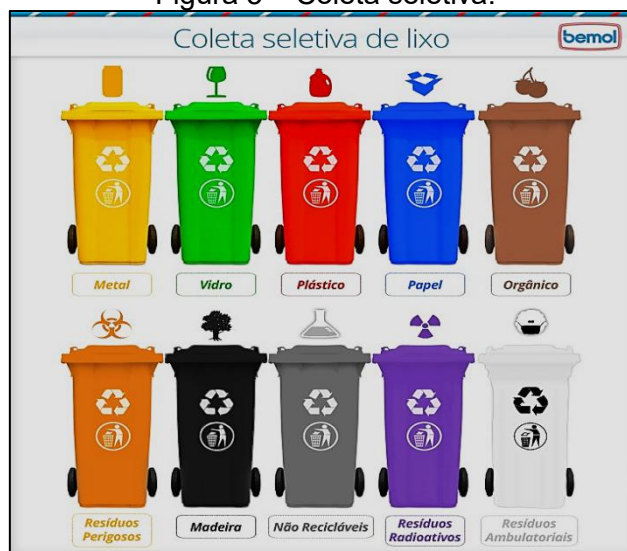 Coleta seletiva de lixo
bemol
Metal
Vidro
Plástico
Papel
Orgânico
Resíduos
Perigosos
Madeira
Não Recicláveis
Resíduos
Radioativos
Resíduos
Ambulatoriais